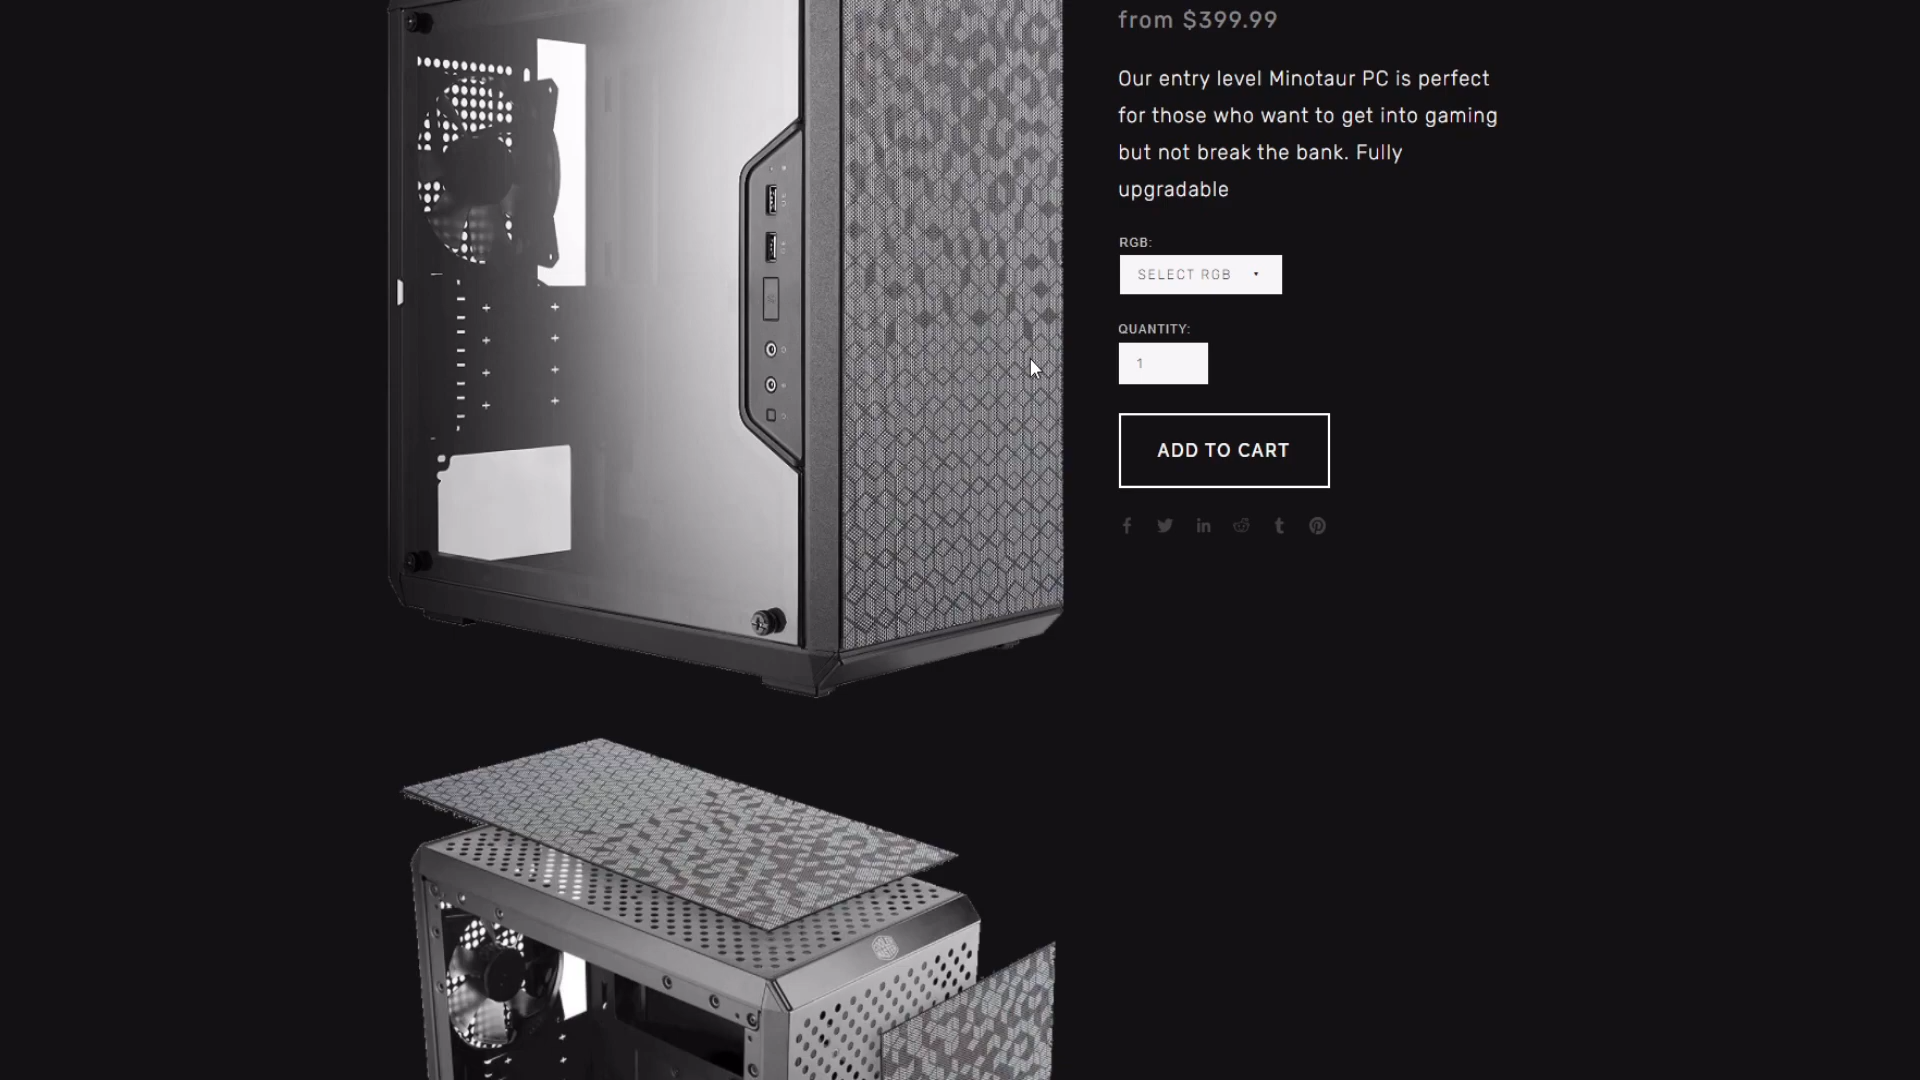 from $399.99
Our entry level Minotaur PC is perfect
for those who want to get into gaming
but not break the bank. Fully
upgradable
RGB:
SELECT RGB
QUANTITY:
1
ADD TO CART